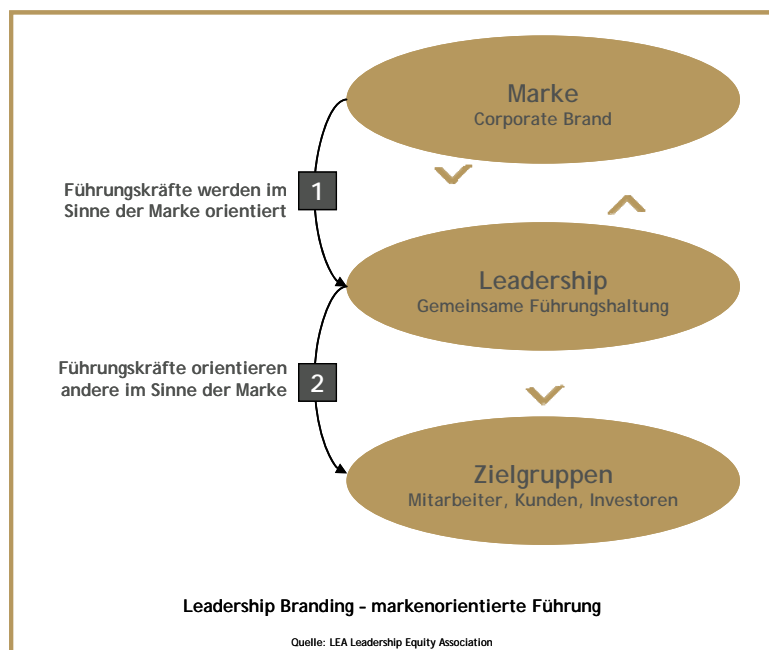 Marke
Corporate Brand
Führungskräfte werden im
Sinne der Marke orientiert
1
Leadership
Gemeinsame Führungshaltung
Führungskräfte orientieren
andere im Sinne der Marke
2
Zielgruppen
Mitarbeiter, Kunden, Investoren
Leadership Branding - markenorientierte Führung
Quelle: LEA Leadership Equity Association